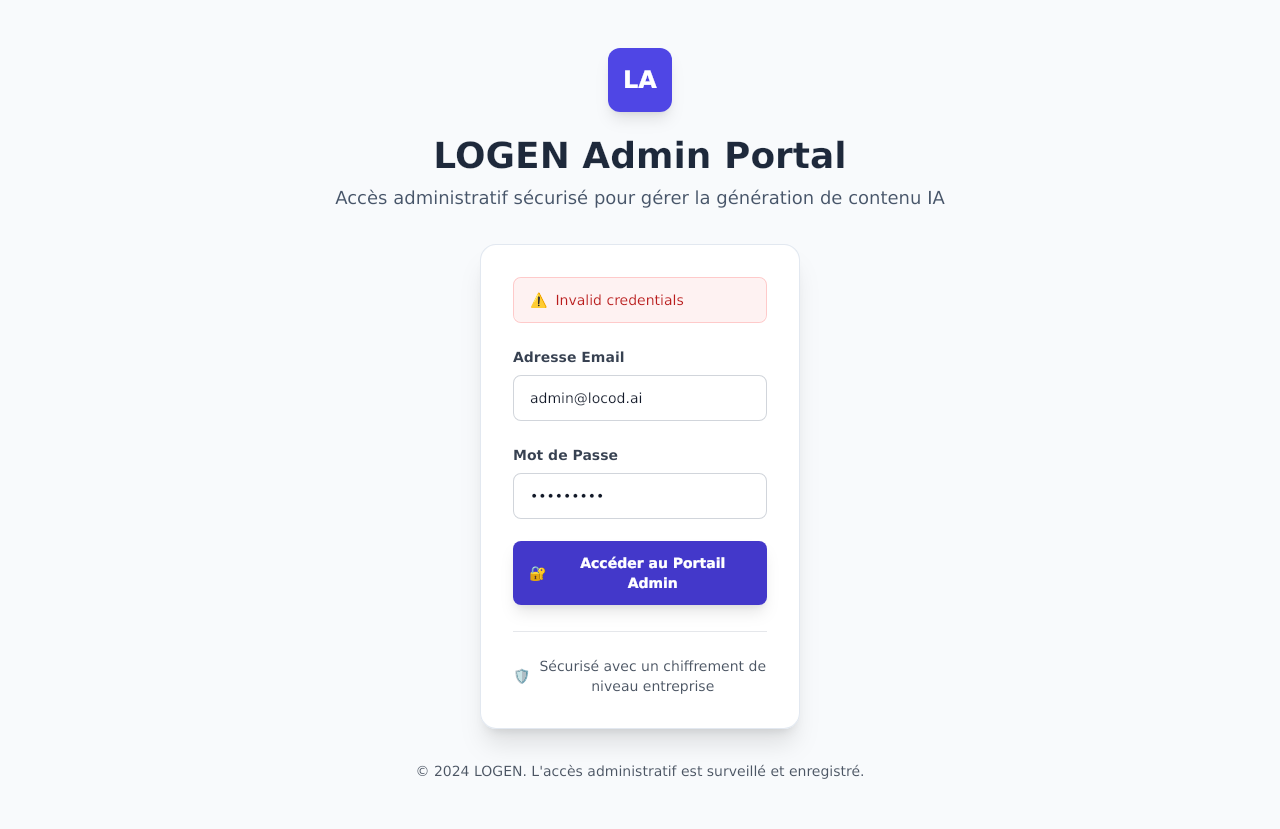 LA
LOGEN Admin Portal
Accès administratif sécurisé pour gérer la génération de contenu IA
⚠️ Invalid credentials
Adresse Email
admin@locod.ai
Mot de Passe
•••••••••
🔐 Accéder au Portail
Admin
🛡️ Sécurisé avec un chiffrement de
niveau entreprise
© 2024 LOGEN. L'accès administratif est surveillé et enregistré.